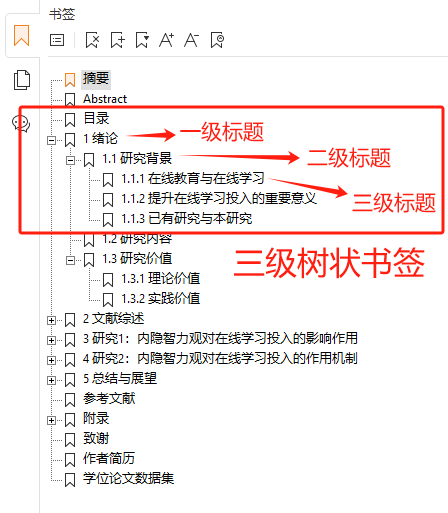 书签
摘要
Abstract
目录
1 绪论 一级标题
1.1 研究背景 二级标题
1.1.1 在线教育与在线学习
1.1.2 提升在线学习投入的重要意义 三级标题
1.1.3 已有研究与本研究
1.2 研究内容
1.3 研究价值 三级树状书签
1.3.1 理论价值
1.3.2 实践价值
2 文献综述
3 研究1：内隐智力观对在线学习投入的影响作用
4 研究2：内隐智力观对在线学习投入的作用机制
5 总结与展望
参考文献
附录
致谢
作者简历
学位论文数据集